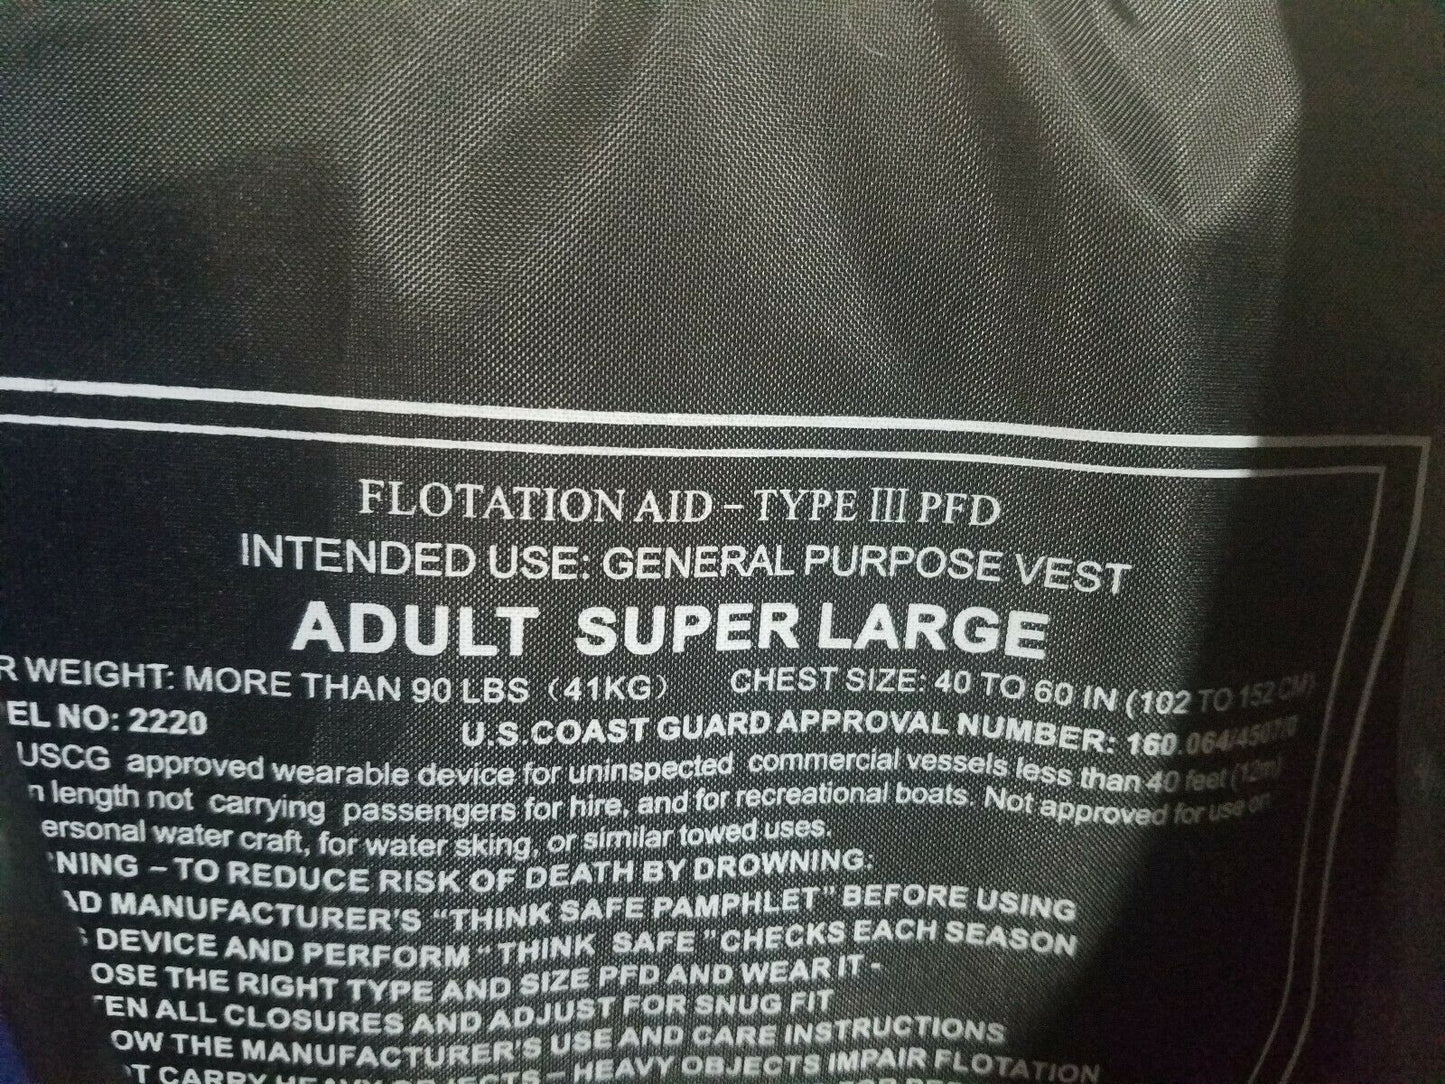 FLOTATION AID – TYPE III PFD
INTENDED USE: GENERAL PURPOSE VEST
ADULT SUPER LARGE
R WEIGHT: MORE THAN 90 LBS (41KG) CHEST SIZE: 40 TO 60 IN (102 TO 152 CM)
EL NO: 2220 U.S.COAST GUARD APPROVAL NUMBER: 160.064/4507/0
USCG approved wearable device for uninspected commercial vessels less than 40 feet (12m)
n length not carrying passengers for hire, and for recreational boats. Not approved for use on
ersonal water craft, for water sking, or similar towed uses.
NING – TO REDUCE RISK OF DEATH BY DROWNING:
AD MANUFACTURER'S "THINK SAFE PAMPHLET" BEFORE USING
S DEVICE AND PERFORM "THINK SAFE" CHECKS EACH SEASON
OSE THE RIGHT TYPE AND SIZE PFD AND WEAR IT -
TEN ALL CLOSURES AND ADJUST FOR SNUG FIT
OW THE MANUFACTURER'S USE AND CARE INSTRUCTIONS
T CARRY HEAVY OBJECTS – HEAVY OBJECTS IMPAIR FLOTATION